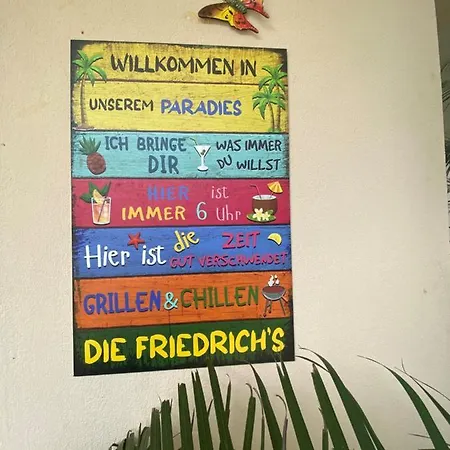 WILLKOMMEN IN
UNSEREM PARADIES
ICH BRINGE WAS IMMER
DIR DU WILLST
HIER ist
IMMER 6 Uhr
Hier ist die ZEIT
GUT VERSCHWENDET
GRILLEN & CHILLEN
DIE FRIEDRICH'S